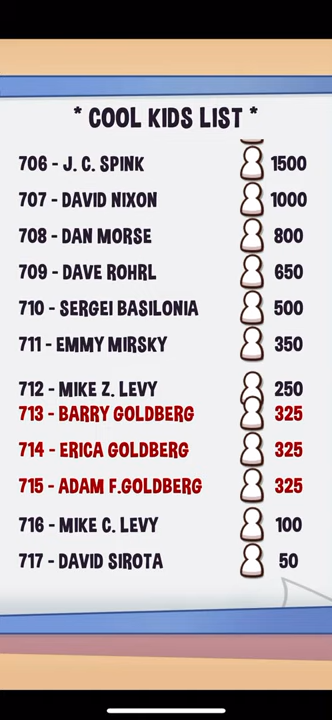 * COOL KIDS LIST *
706 - J. C. SPINK 1500
707 - DAVID NIXON 1000
708 - DAN MORSE 800
709 - DAVE ROHRL 650
710 - SERGEI BASILONIA 500
711 - EMMY MIRSKY 350
712 - MIKE Z. LEVY 250
713 - BARRY GOLDBERG 325
714 - ERICA GOLDBERG 325
715 - ADAM F.GOLDBERG 325
716 - MIKE C. LEVY 100
717 - DAVID SIROTA 50